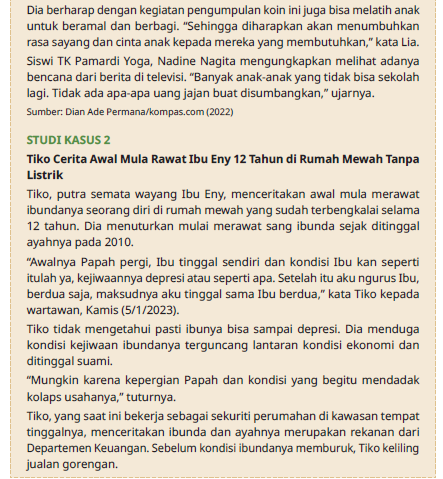 Dia berharap dengan kegiatan pengumpulan koin ini juga bisa melatih anak
untuk beramal dan berbagi. “Sehingga diharapkan akan menumbuhkan
rasa sayang dan cinta anak kepada mereka yang membutuhkan,” kata Lia.
Siswi TK Pamardi Yoga, Nadine Nagita mengungkapkan melihat adanya
bencana dari berita di televisi. “Banyak anak-anak yang tidak bisa sekolah
lagi. Tidak ada apa-apa uang jajan buat disumbangkan,” ujarnya.
Sumber: Dian Ade Permana/kompas.com (2022)
STUDI KASUS 2
Tiko Cerita Awal Mula Rawat Ibu Eny 12 Tahun di Rumah Mewah Tanpa
Listrik
Tiko, putra semata wayang Ibu Eny, menceritakan awal mula merawat
ibundanya seorang diri di rumah mewah yang sudah terbengkalai selama
12 tahun. Dia menuturkan mulai merawat sang ibunda sejak ditinggal
ayahnya pada 2010.
“Awalnya Papah pergi, Ibu tinggal sendiri dan kondisi Ibu kan seperti
itulah ya, kejiwaannya depresi atau seperti apa. Setelah itu aku ngurus Ibu,
berdua saja, maksudnya aku tinggal sama Ibu berdua,” kata Tiko kepada
wartawan, Kamis (5/1/2023).
Tiko tidak mengetahui pasti ibunya bisa sampai depresi. Dia menduga
kondisi kejiwaan ibundanya terguncang lantaran kondisi ekonomi dan
ditinggal suami.
“Mungkin karena kepergian Papah dan kondisi yang begitu mendadak
kolaps usahanya,” tuturnya.
Tiko, yang saat ini bekerja sebagai sekuriti perumahan di kawasan tempat
tinggalnya, menceritakan ibunda dan ayahnya merupakan rekanan dari
Departemen Keuangan. Sebelum kondisi ibundanya memburuk, Tiko keliling
jualan gorengan.